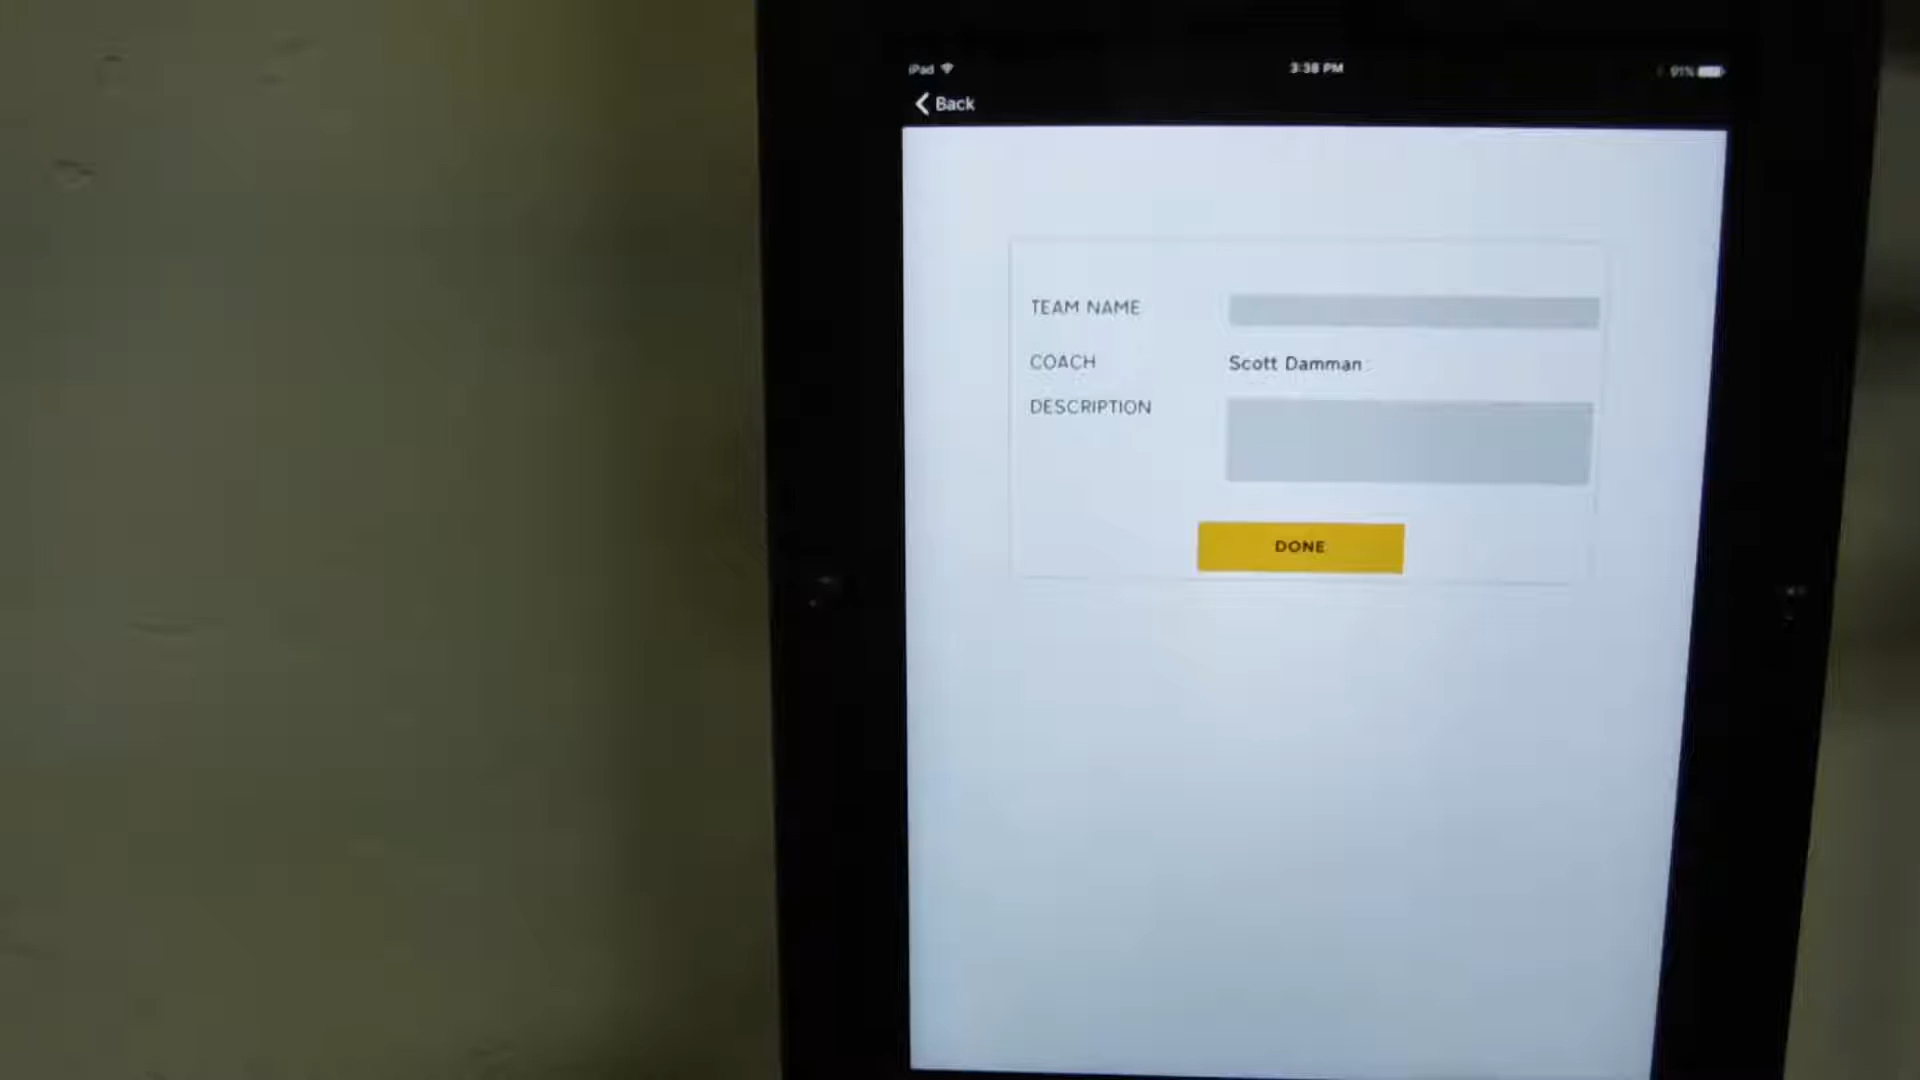 iPad 3:38 PM 91%
Back
TEAM NAME
COACH Scott Damman
DESCRIPTION
DONE